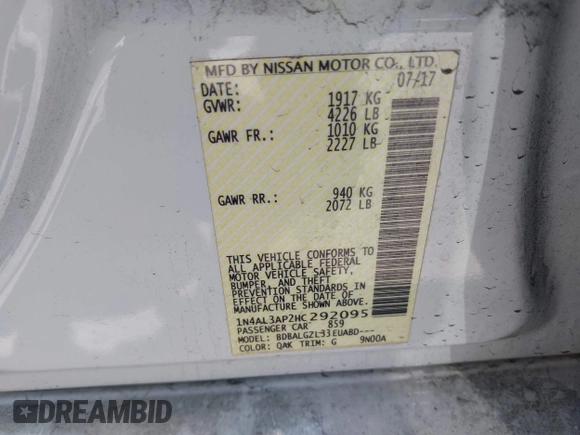 MFD BY NISSAN MOTOR CO., LTD.
DATE: 07/17
GVWR: 1917 KG
4226 LB
GAWR FR.: 1010 KG
2227 LB
GAWR RR.: 940 KG
2072 LB
THIS VEHICLE CONFORMS TO
ALL APPLICABLE FEDERAL
MOTOR VEHICLE SAFETY,
BUMPER, AND THEFT
PREVENTION STANDARDS IN
EFFECT ON THE DATE OF
MANUFACTURE SHOWN ABOVE.
1N4AL3AP2HC292095
PASSENGER CAR 859
MODEL: BDBALGZL33EUABD---
COLOR: QAK TRIM: G 9N00A
DREAMBID